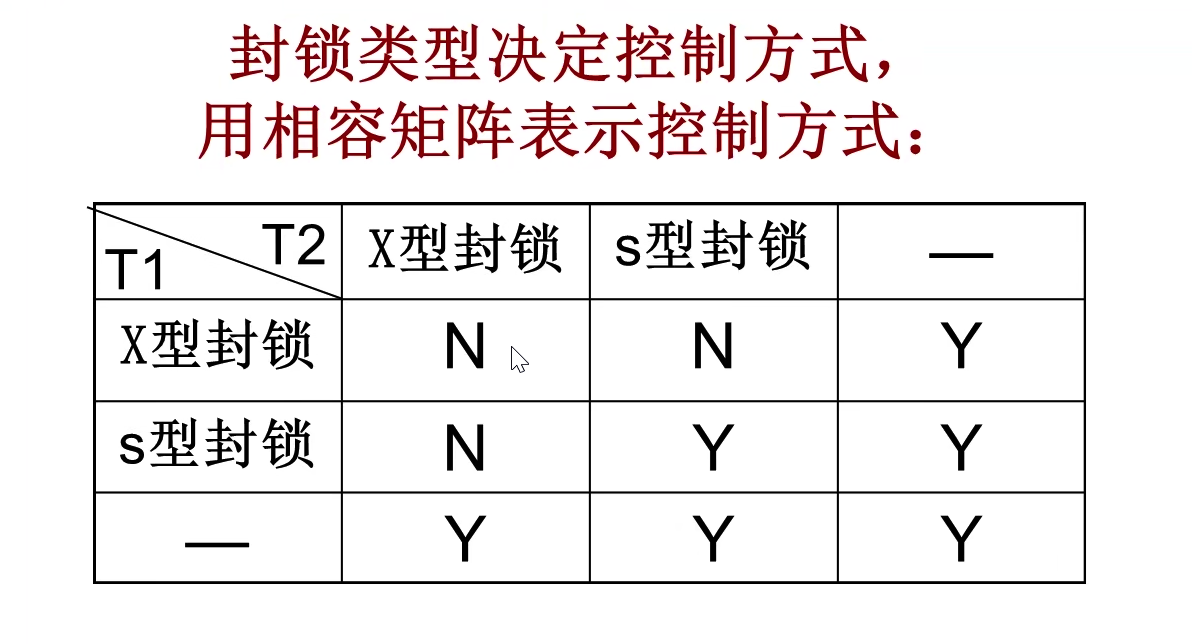 封锁类型决定控制方式，
用相容矩阵表示控制方式：
T1 T2 X型封锁 s型封锁 —
X型封锁 N N Y
s型封锁 N Y Y
— Y Y Y